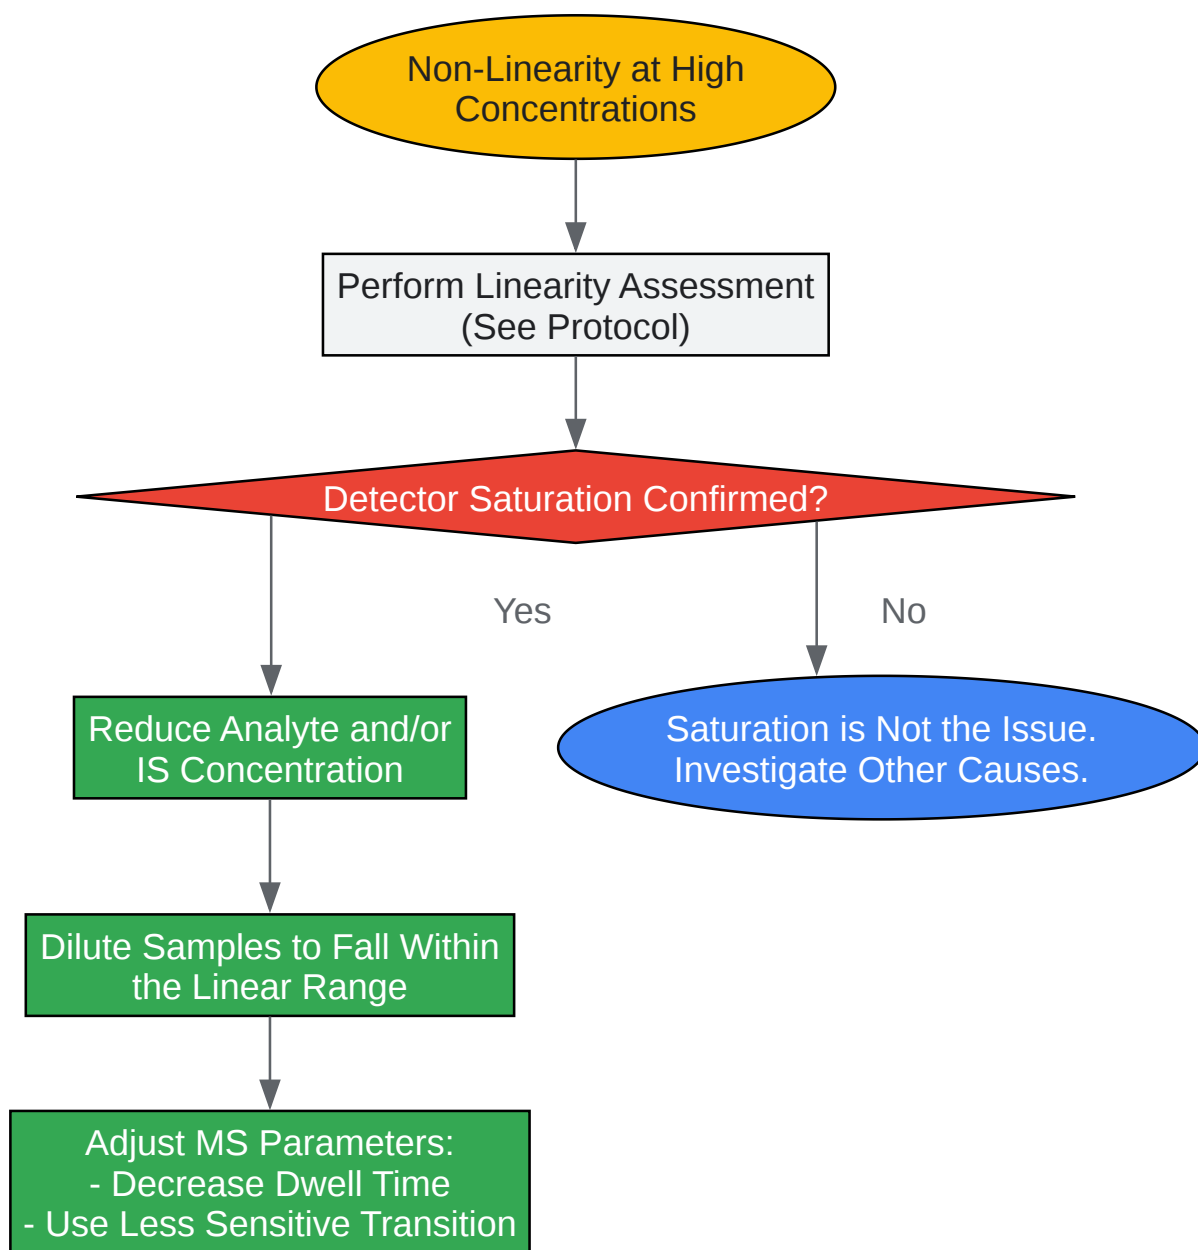 Non-Linearity at High
Concentrations
Perform Linearity Assessment
(See Protocol)
Detector Saturation Confirmed?
Yes
No
Reduce Analyte and/or
IS Concentration
Saturation is Not the Issue.
Investigate Other Causes.
Dilute Samples to Fall Within
the Linear Range
Adjust MS Parameters:
- Decrease Dwell Time
- Use Less Sensitive Transition